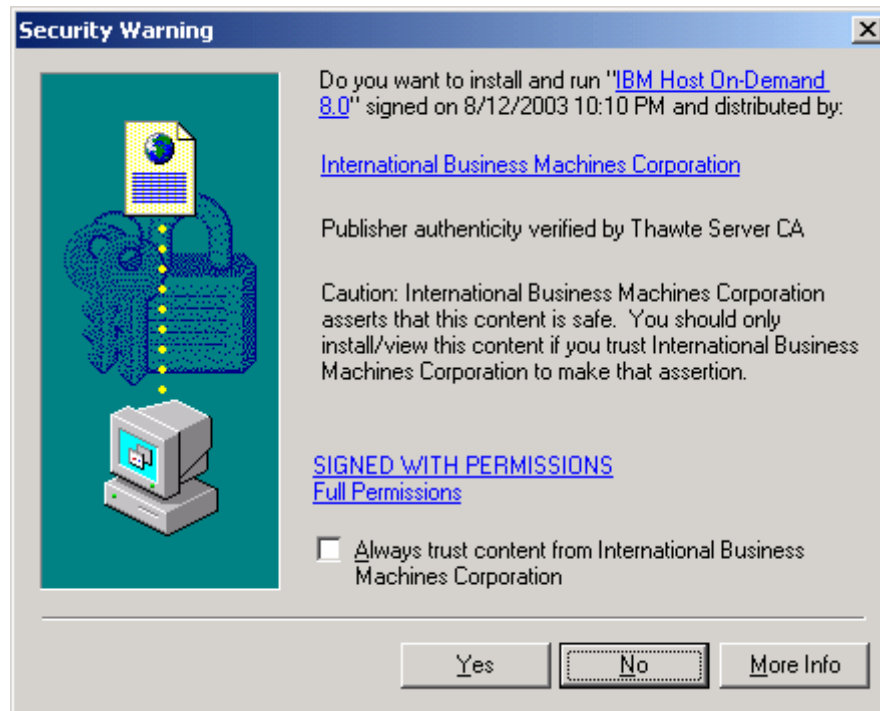 Security Warning
Do you want to install and run "IBM Host On-Demand
8.0" signed on 8/12/2003 10:10 PM and distributed by:
International Business Machines Corporation
Publisher authenticity verified by Thawte Server CA
Caution: International Business Machines Corporation
asserts that this content is safe.  You should only
install/view this content if you trust International Business
Machines Corporation to make that assertion.
SIGNED WITH PERMISSIONS
Full Permissions
Always trust content from International Business
Machines Corporation
Yes
No
More Info